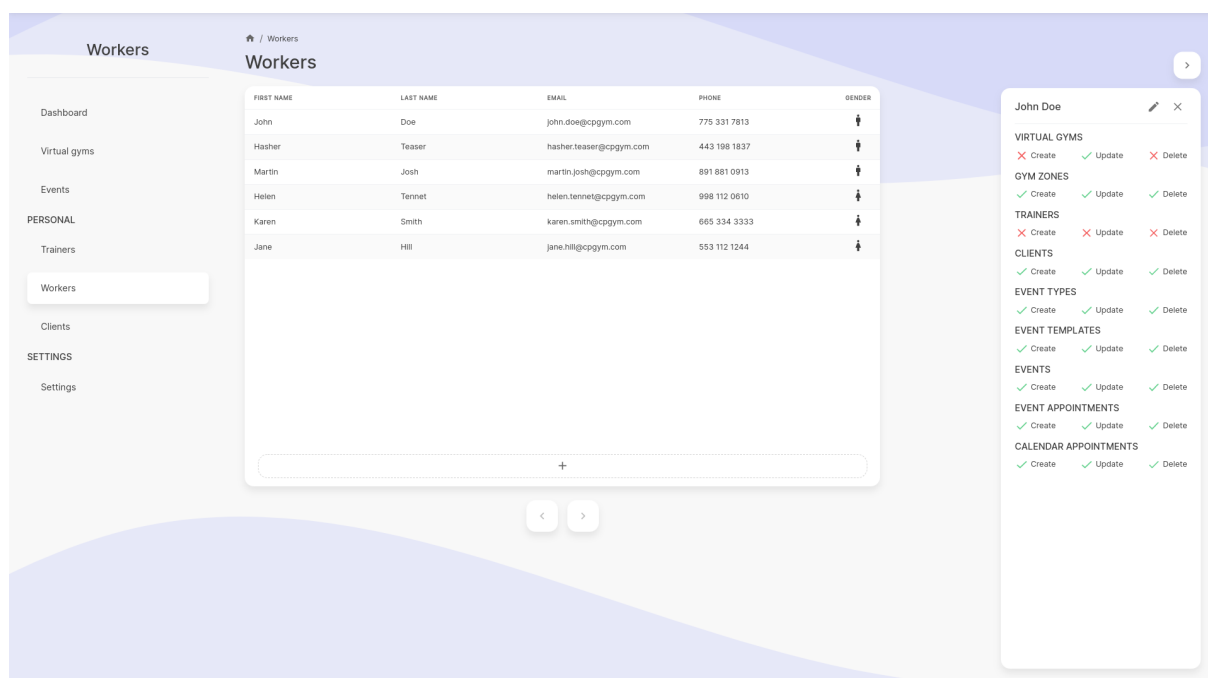 Workers
Dashboard
Virtual gyms
Events
PERSONAL
Trainers
Workers
Clients
SETTINGS
Settings
/ Workers
Workers
FIRST NAME LAST NAME EMAIL PHONE GENDER
John Doe john.doe@cpgym.com 775 331 7813
Hasher Teaser hasher.teaser@cpgym.com 443 198 1837
Martin Josh martin.josh@cpgym.com 891 881 0913
Helen Tennet helen.tennet@cpgym.com 998 112 0610
Karen Smith karen.smith@cpgym.com 665 334 3333
Jane Hill jane.hill@cpgym.com 553 112 1244
John Doe
VIRTUAL GYMS
Create Update Delete
GYM ZONES
Create Update Delete
TRAINERS
Create Update Delete
CLIENTS
Create Update Delete
EVENT TYPES
Create Update Delete
EVENT TEMPLATES
Create Update Delete
EVENTS
Create Update Delete
EVENT APPOINTMENTS
Create Update Delete
CALENDAR APPOINTMENTS
Create Update Delete